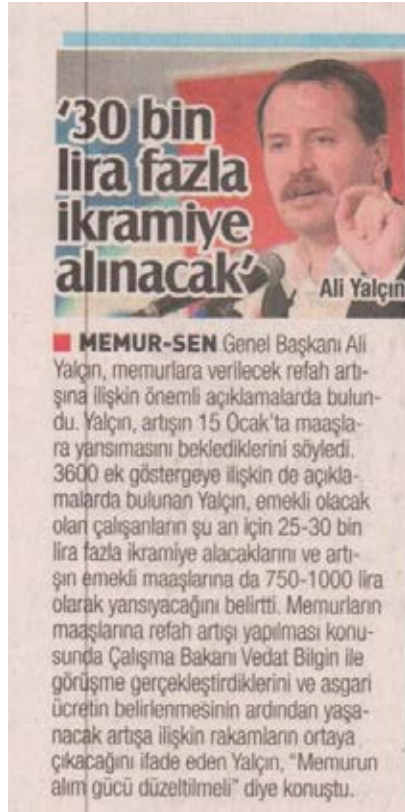 '30 bin
lira fazla
ikramiye
alınacak'
Ali Yalçın
MEMUR-SEN Genel Başkanı Ali
Yalçın, memurlara verilecek refah artı-
şına ilişkin önemli açıklamalarda bulun-
du. Yalçın, artışın 15 Ocak'ta maaşla-
ra yansımasını beklediklerini söyledi.
3600 ek göstergeye ilişkin de açıkla-
malarda bulunan Yalçın, emekli olacak
olan çalışanların şu an için 25-30 bin
lira fazla ikramiye alacaklarını ve artı-
şın emekli maaşlarına da 750-1000 lira
olarak yansıyacağını belirtti. Memurların
maaşlarına refah artışı yapılması konu-
sunda Çalışma Bakanı Vedat Bilgin ile
görüşme gerçekleştirdiklerini ve asgari
ücretin belirlenmesinin ardından yaşa-
nacak artışa ilişkin rakamların ortaya
çıkacağını ifade eden Yalçın, "Memurun
alım gücü düzeltilmeli" diye konuştu.